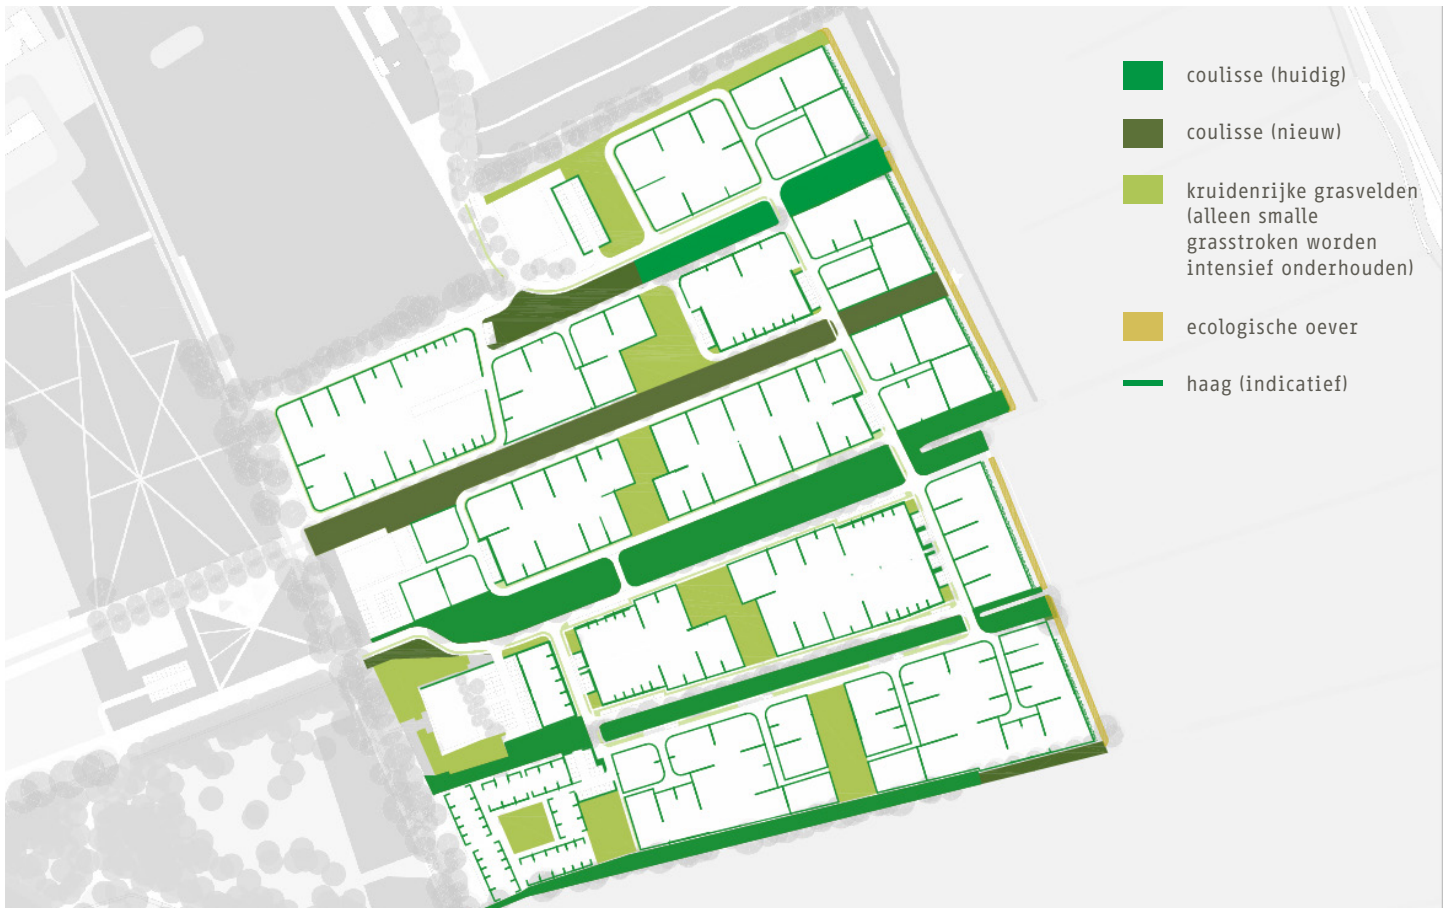 coulisse (huidig)
coulisse (nieuw)
kruidenrijke grasvelden
(alleen smalle
grasstroken worden
intensief onderhouden)
ecologische oever
haag (indicatief)